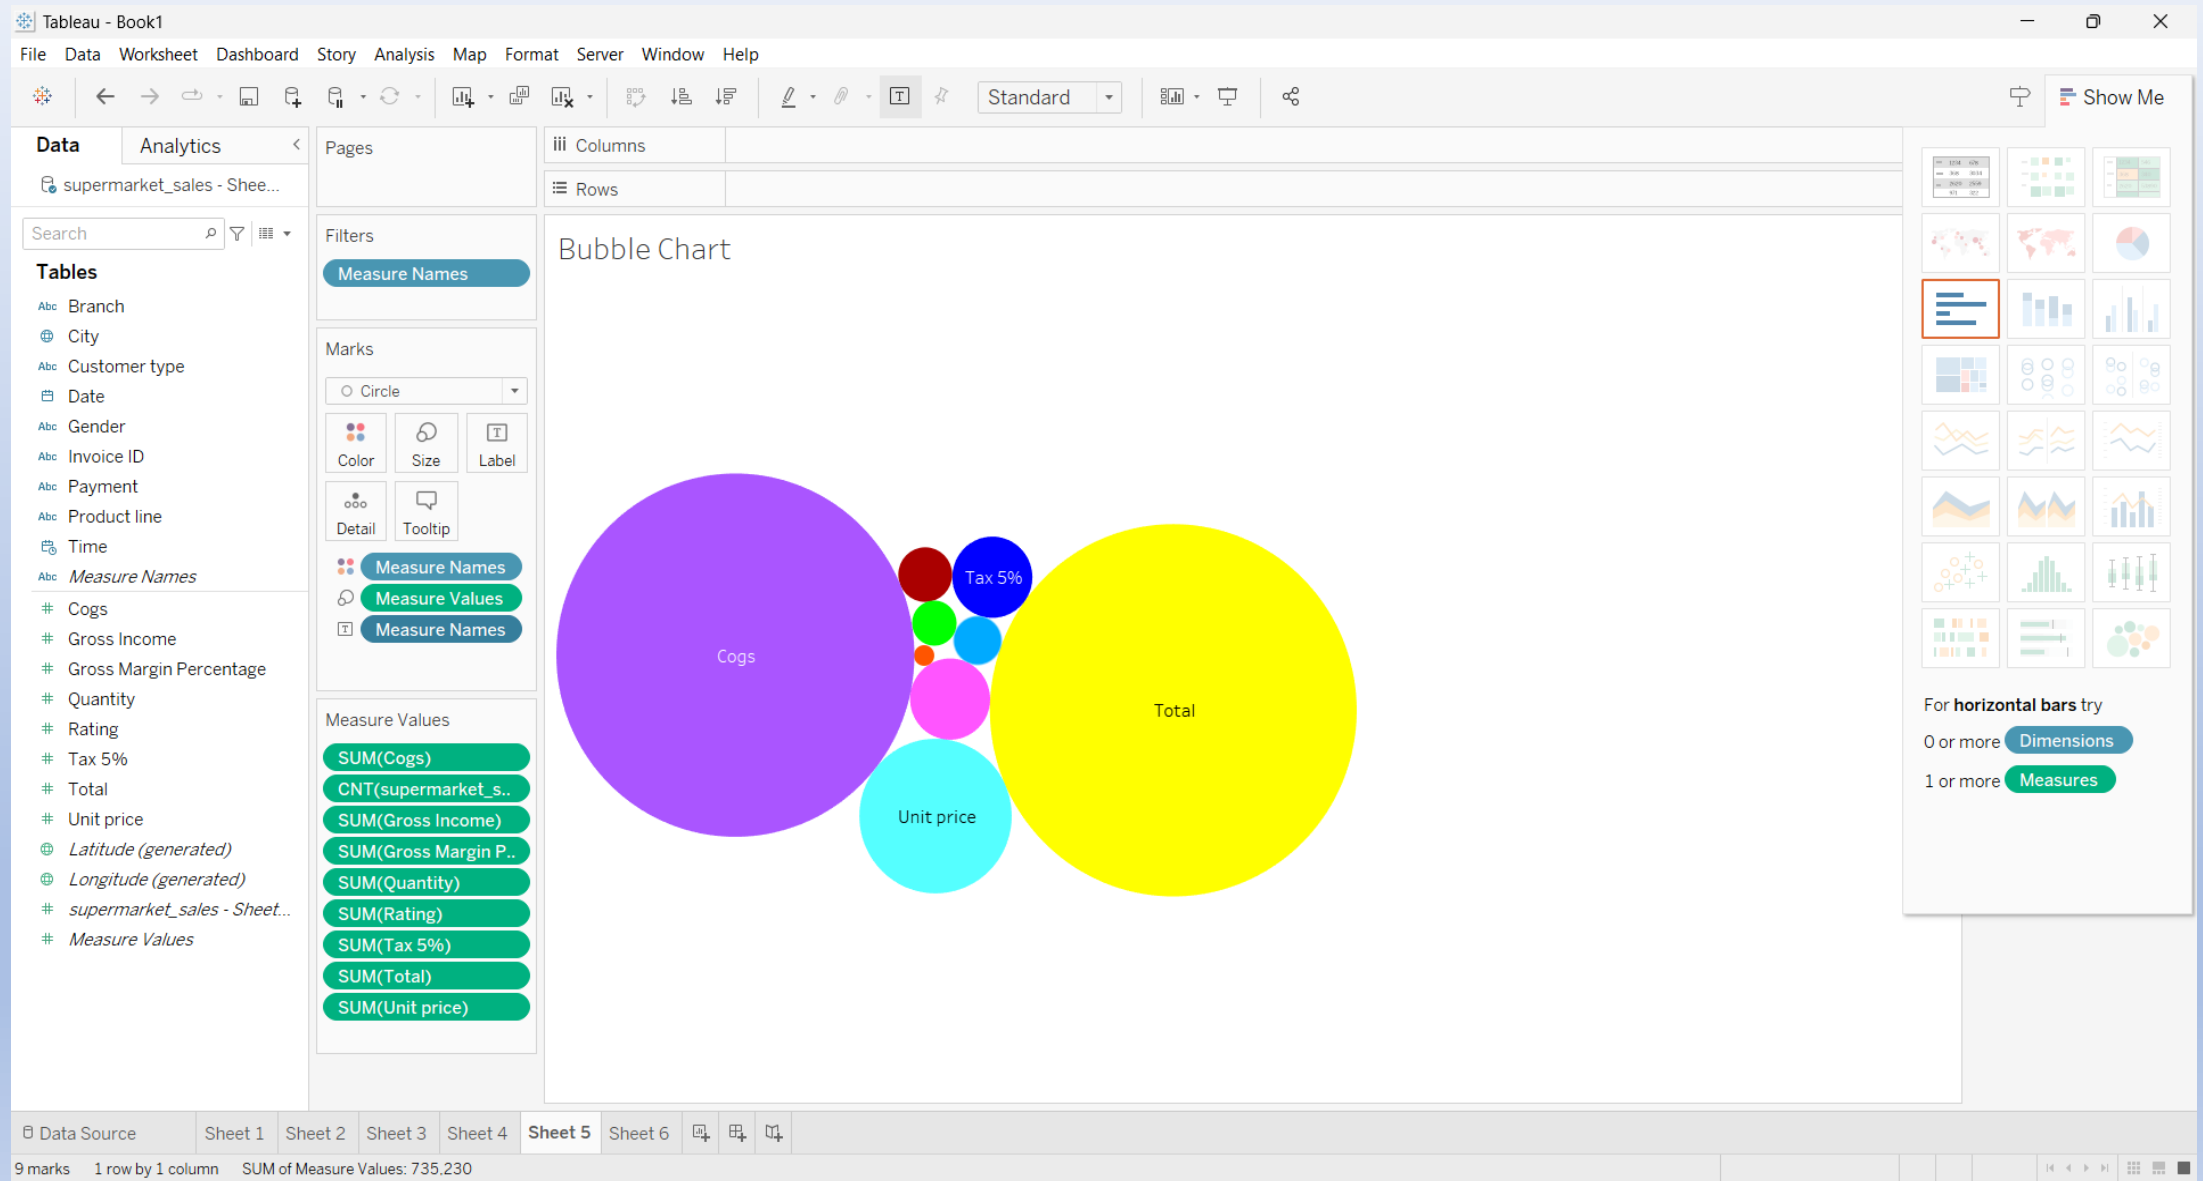 Tableau - Book1
File Data Worksheet Dashboard Story Analysis Map Format Server Window Help
Standard
Show Me
Data
Analytics
supermarket_sales - Shee...
Search
Tables
Abc Branch
City
Abc Customer type
Date
Abc Gender
Abc Invoice ID
Abc Payment
Abc Product line
Time
Abc Measure Names
# Cogs
# Gross Income
# Gross Margin Percentage
# Quantity
# Rating
# Tax 5%
# Total
# Unit price
Latitude (generated)
Longitude (generated)
# supermarket_sales - Sheet...
# Measure Values
Pages
Filters
Measure Names
Marks
Circle
Color Size Label
Detail Tooltip
Measure Names
Measure Values
Measure Names
Measure Values
SUM(Cogs)
CNT(supermarket_s..
SUM(Gross Income)
SUM(Gross Margin P..
SUM(Quantity)
SUM(Rating)
SUM(Tax 5%)
SUM(Total)
SUM(Unit price)
Columns
Rows
Bubble Chart
Tax 5%
Cogs
Total
Unit price
For horizontal bars try
0 or more Dimensions
1 or more Measures
Data Source Sheet 1 Sheet 2 Sheet 3 Sheet 4 Sheet 5 Sheet 6
9 marks 1 row by 1 column SUM of Measure Values: 735,230